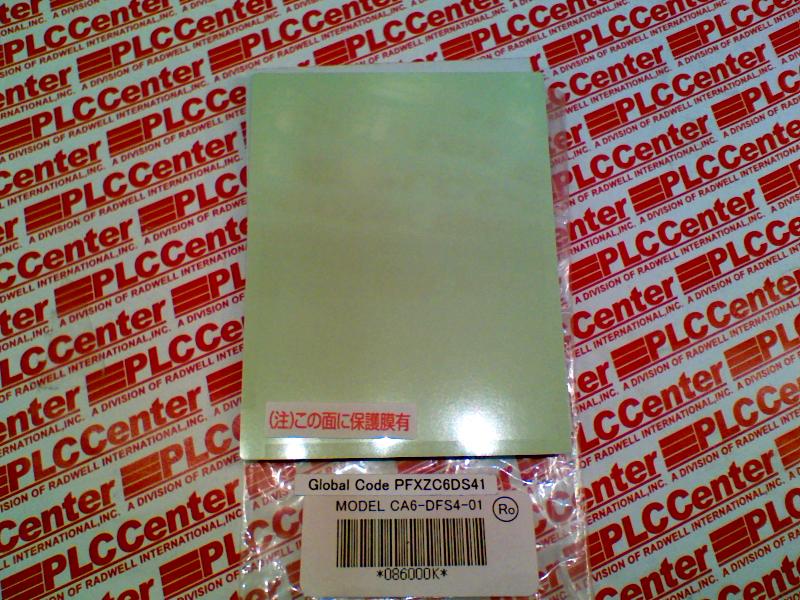 PLCCenter
A DIVISION OF RADWELL INTERNATIONAL,INC.
(注)この面に保護膜有
Global Code PFXZC6DS41
MODEL CA6-DFS4-01
Ro
*086000K*